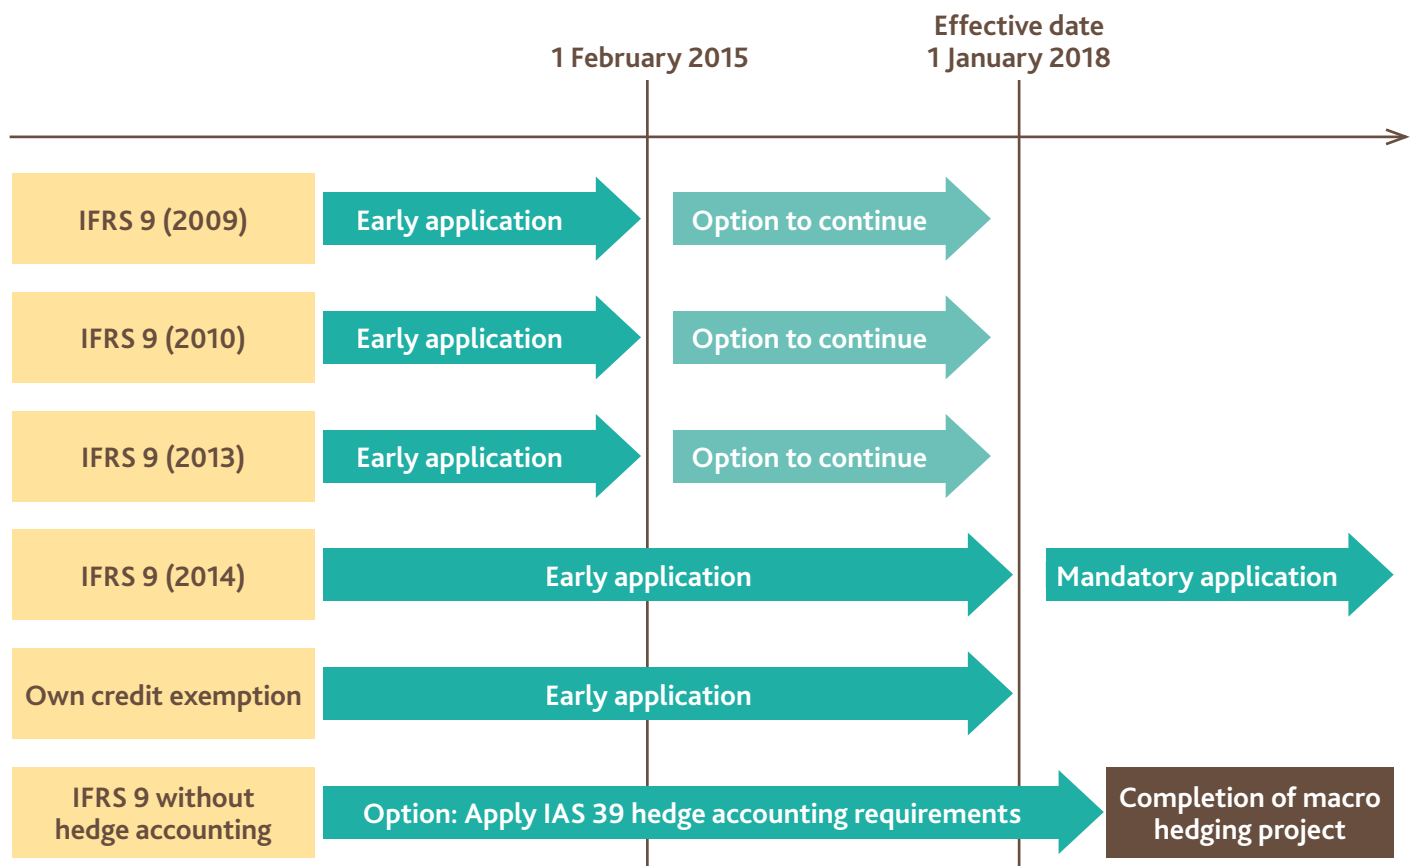 Effective date
1 February 2015
1 January 2018
IFRS 9 (2009)
Early application
Option to continue
IFRS 9 (2010)
Early application
Option to continue
IFRS 9 (2013)
Early application
Option to continue
IFRS 9 (2014)
Early application
Mandatory application
Own credit exemption
Early application
IFRS 9 without
hedge accounting
Option: Apply IAS 39 hedge accounting requirements
Completion of macro
hedging project